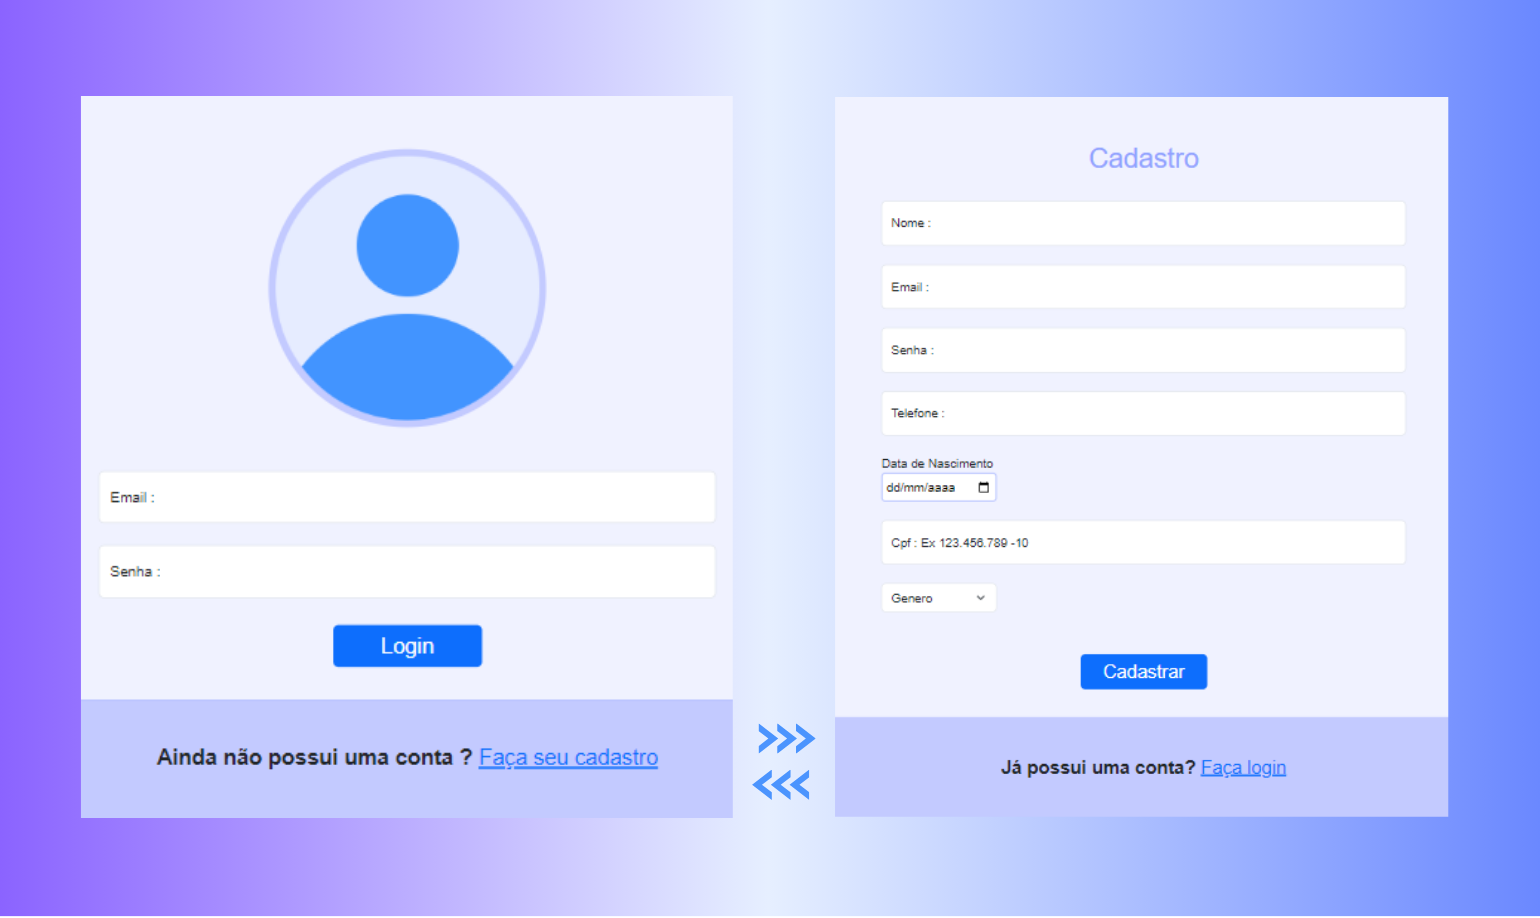 Email :
Senha :
Login
Ainda não possui uma conta ? Faça seu cadastro
Cadastro
Nome :
Email :
Senha :
Telefone :
Data de Nascimento
dd/mm/aaaa
Cpf : Ex 123.456.789 -10
Genero
Cadastrar
Já possui uma conta? Faça login